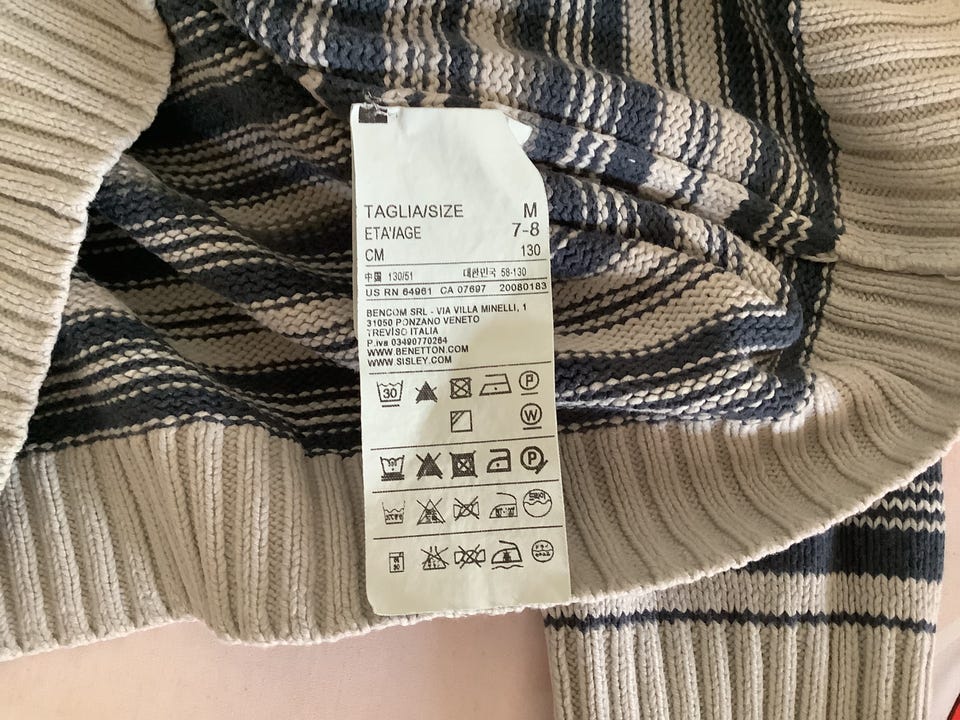 TAGLIA/SIZE M
ETA'/AGE 7-8
CM 130
中国 130/51 대한민국 58-130
US RN 64961 CA 07697 20080183
BENCOM SRL - VIA VILLA MINELLI, 1
31050 PONZANO VENETO
TREVISO ITALIA
P.iva 03490770264
WWW.BENETTON.COM
WWW.SISLEY.COM
30 P
W
P